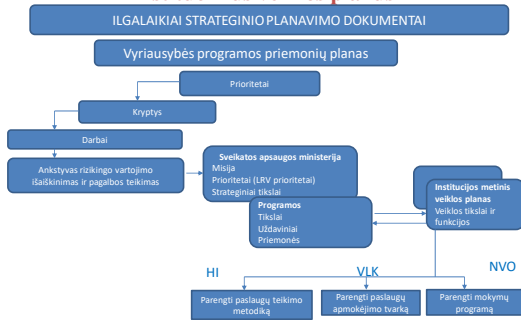 ILGALAIKIAI STRATEGINIO PLANAVIMO DOKUMENTAI
Vyriausybės programos priemonių planas
Prioritetai
Kryptys
Darbai
Ankstyvas rizikingo vartojimo
išaiškinimas ir pagalbos teikimas
Sveikatos apsaugos ministerija
Misija
Prioritetai (LRV prioritetai)
Strateginiai tikslai
Programos
Tikslai
Uždaviniai
Priemonės
Institucijos metinis
veiklos planas
Veiklos tikslai ir
funkcijos
HI
VLK
NVO
Parengti paslaugų teikimo
metodiką
Parengti paslaugų
apmokėjimo tvarką
Parengti mokymų
programą